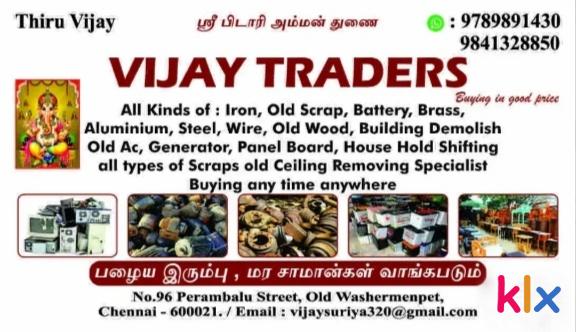 Thiru Vijay
ஸ்ரீ பிடாரி அம்மன் துணை
: 9789891430
9841328850
VIJAY TRADERS
Buying in good price
All Kinds of : Iron, Old Scrap, Battery, Brass,
Aluminium, Steel, Wire, Old Wood, Building Demolish
Old Ac, Generator, Panel Board, House Hold Shifting
all types of Scraps old Ceiling Removing Specialist
Buying any time anywhere
பழைய இரும்பு , மர சாமான்கள் வாங்கபடும்
No.96 Perambalu Street, Old Washermenpet,
Chennai - 600021. / Email : vijaysuriya320@gmail.com
klx